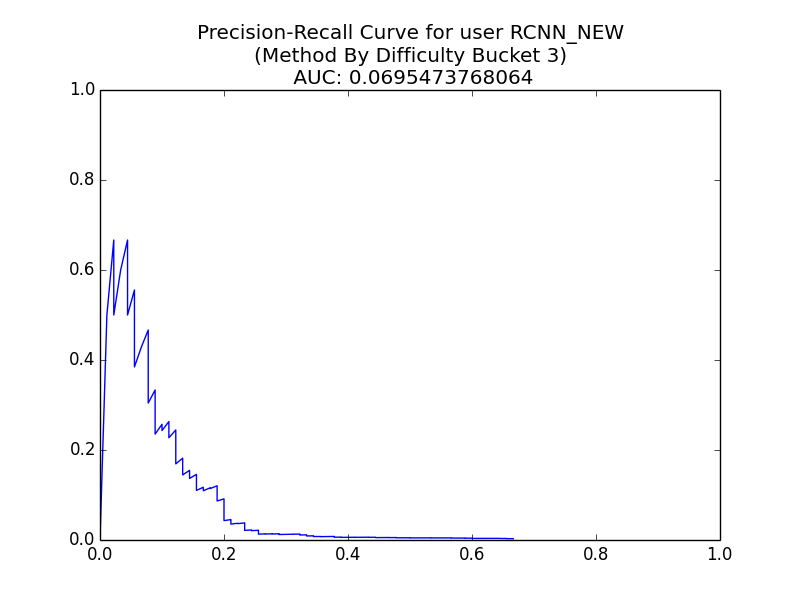 Precision-Recall Curve for user RCNN_NEW
(Method By Difficulty Bucket 3)
AUC: 0.0695473768064
1.0
0.8
0.6
0.4
0.2
0.0
0.0 0.2 0.4 0.6 0.8 1.0